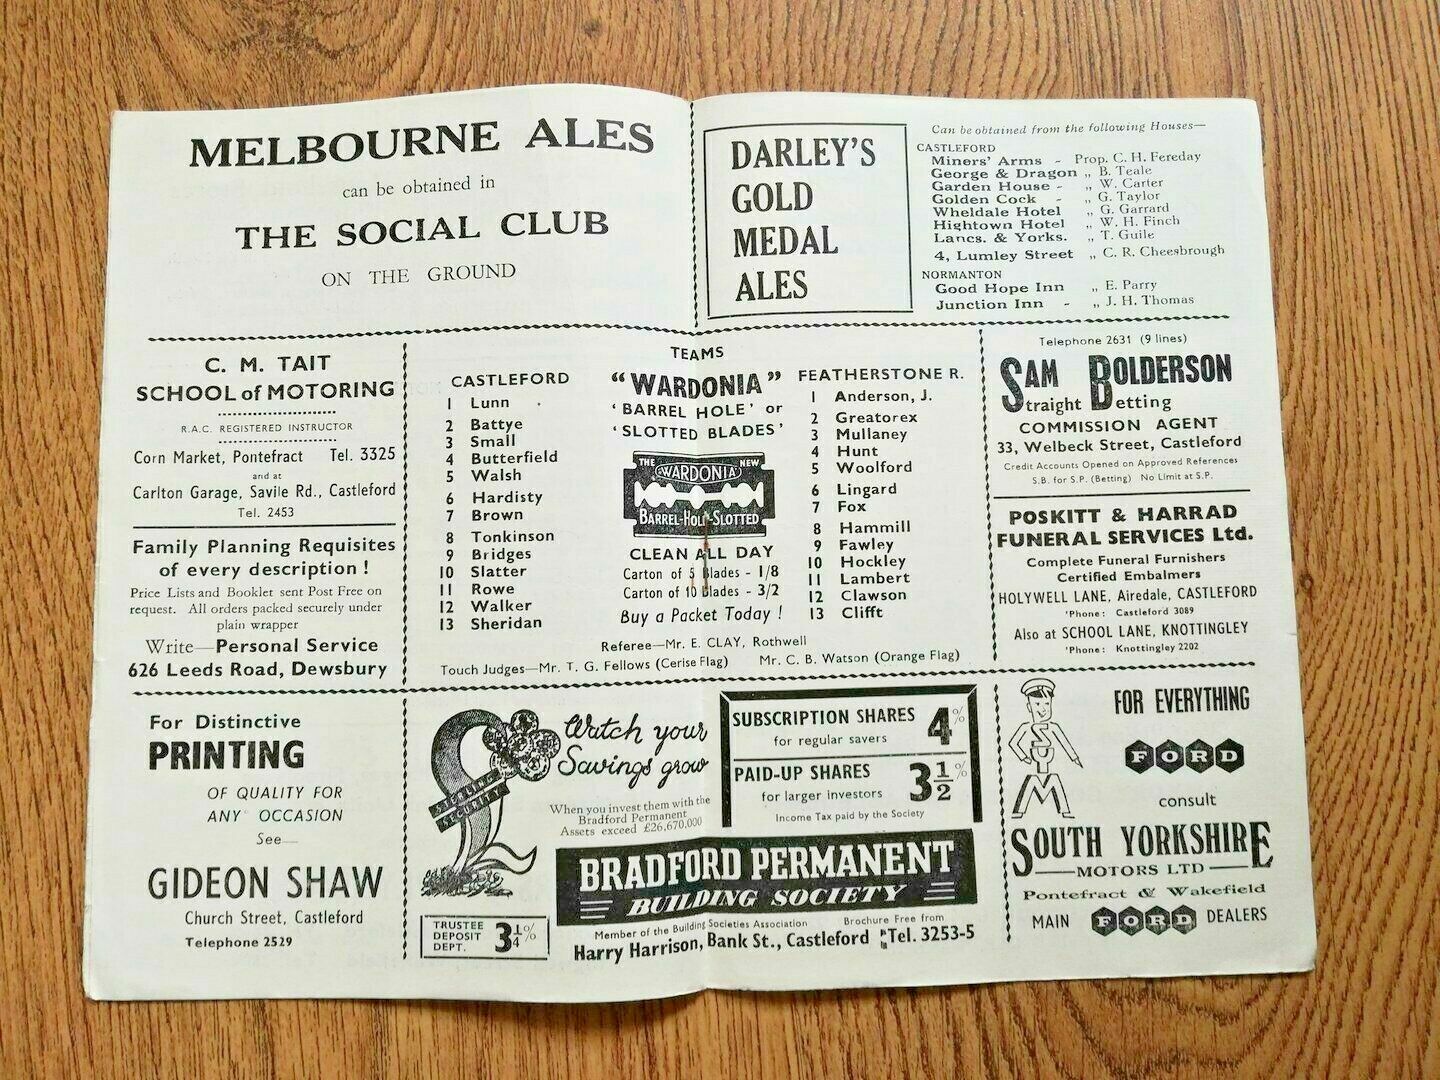 MELBOURNE ALES
can be obtained in
THE SOCIAL CLUB
ON THE GROUND
DARLEY'S
GOLD
MEDAL
ALES
Can be obtained from the following Houses—
CASTLEFORD
Miners' Arms - Prop. C. H. Fereday
George & Dragon „ B. Teale
Garden House - „ W. Carter
Golden Cock - „ G. Taylor
Wheldale Hotel „ G. Garrard
Hightown Hotel „ W. H. Finch
Lancs. & Yorks. „ T. Guile
4, Lumley Street „ C. R. Cheesbrough
NORMANTON
Good Hope Inn „ E. Parry
Junction Inn - „ J. H. Thomas
C. M. TAIT
SCHOOL of MOTORING
R.A.C. REGISTERED INSTRUCTOR
Corn Market, Pontefract Tel. 3325
and at
Carlton Garage, Savile Rd., Castleford
Tel. 2453
Family Planning Requisites
of every description !
Price Lists and Booklet sent Post Free on
request. All orders packed securely under
plain wrapper
Write—Personal Service
626 Leeds Road, Dewsbury
TEAMS
CASTLEFORD
1 Lunn
2 Battye
3 Small
4 Butterfield
5 Walsh
6 Hardisty
7 Brown
8 Tonkinson
9 Bridges
10 Slatter
11 Rowe
12 Walker
13 Sheridan
"WARDONIA"
'BARREL HOLE' or
'SLOTTED BLADES'
THE NEW
WARDONIA
BARREL-HOLE-SLOTTED
CLEAN ALL DAY
Carton of 5 Blades - 1/8
Carton of 10 Blades - 3/2
Buy a Packet Today !
FEATHERSTONE R.
1 Anderson, J.
2 Greatorex
3 Mullaney
4 Hunt
5 Woolford
6 Lingard
7 Fox
8 Hammill
9 Fawley
10 Hockley
11 Lambert
12 Clawson
13 Clifft
Referee—Mr. E. CLAY, Rothwell
Touch Judges—Mr. T. G. Fellows (Cerise Flag) Mr. C. B. Watson (Orange Flag)
Telephone 2631 (9 lines)
SAM BOLDERSON
Straight Betting
COMMISSION AGENT
33, Welbeck Street, Castleford
Credit Accounts Opened on Approved References
S.B. for S.P. (Betting) No Limit at S.P.
POSKITT & HARRAD
FUNERAL SERVICES Ltd.
Complete Funeral Furnishers
Certified Embalmers
HOLYWELL LANE, Airedale, CASTLEFORD
'Phone: Castleford 3089
Also at SCHOOL LANE, KNOTTINGLEY
'Phone: Knottingley 2202
For Distinctive
PRINTING
OF QUALITY FOR
ANY OCCASION
See—
GIDEON SHAW
Church Street, Castleford
Telephone 2529
STERLING
SECURITY
Watch your
Savings grow
When you invest them with the
Bradford Permanent
Assets exceed £26,670,000
SUBSCRIPTION SHARES 4%
for regular savers
PAID-UP SHARES 3 1/2%
for larger investors
Income Tax paid by the Society
BRADFORD PERMANENT
BUILDING SOCIETY
TRUSTEE
DEPOSIT
DEPT. 3 1/4%
Member of the Building Societies Association Brochure Free from
Harry Harrison, Bank St., Castleford Tel. 3253-5
FOR EVERYTHING
FORD
consult
SOUTH YORKSHIRE
MOTORS LTD
Pontefract & Wakefield
MAIN FORD DEALERS